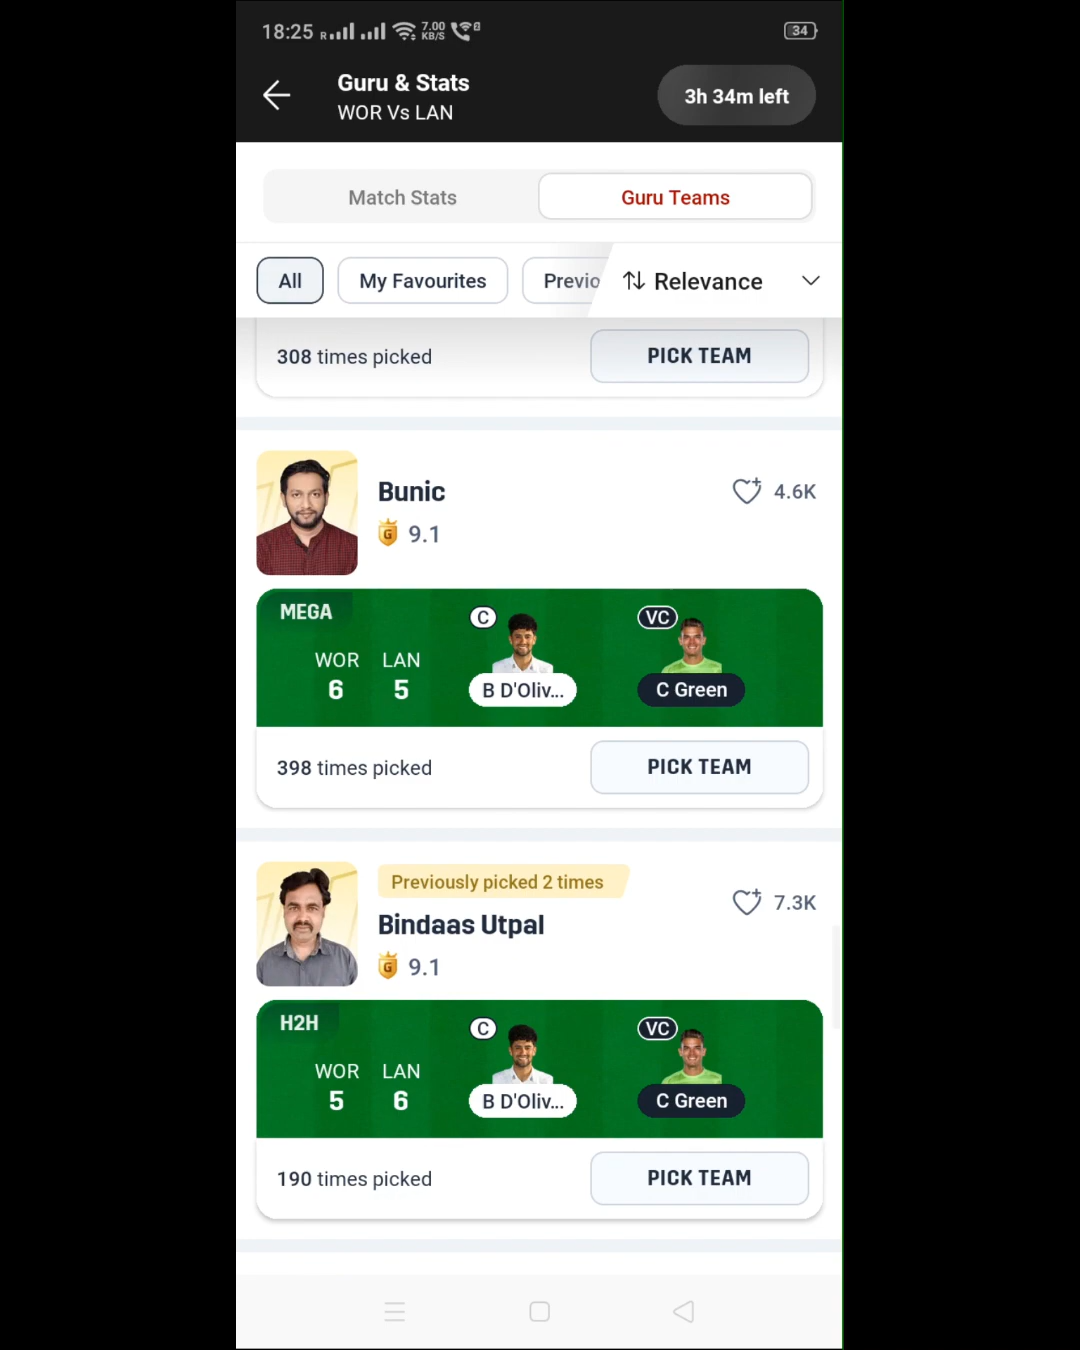 18:25 R 7.00 KB/S 34
Guru & Stats
WOR Vs LAN
3h 34m left
Match Stats Guru Teams
All My Favourites Previo Relevance
308 times picked PICK TEAM
Bunic 4.6K
G 9.1
MEGA C VC
WOR LAN
6 5 B D'Oliv... C Green
398 times picked PICK TEAM
Previously picked 2 times
Bindaas Utpal 7.3K
G 9.1
H2H C VC
WOR LAN
5 6 B D'Oliv... C Green
190 times picked PICK TEAM